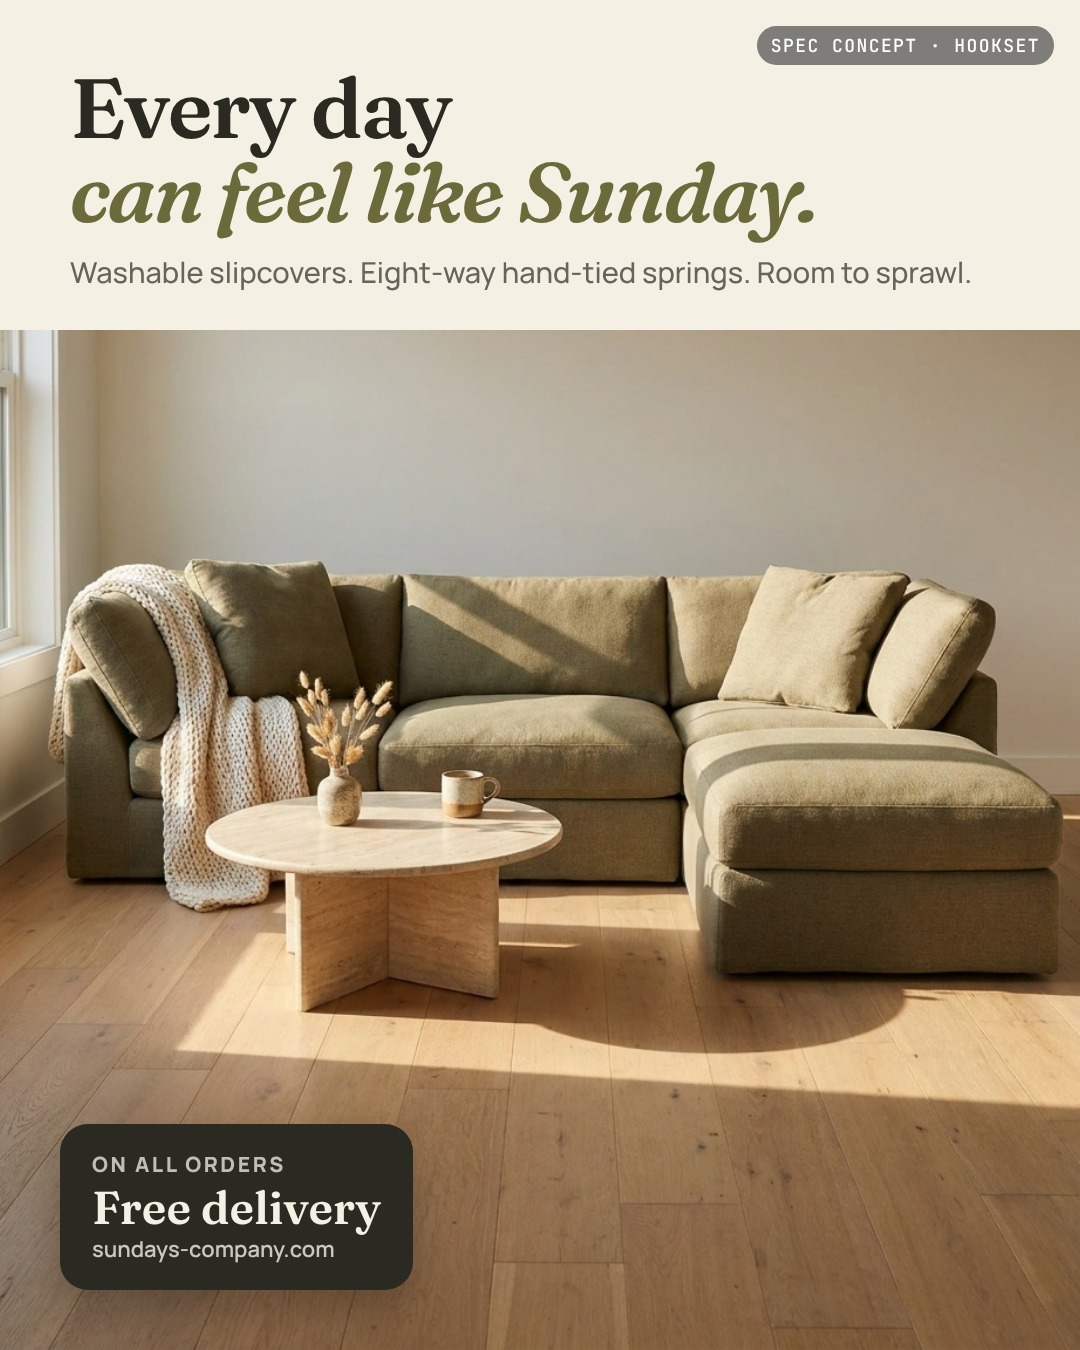 SPEC CONCEPT · HOOKSET
Every day
can feel like Sunday.
Washable slipcovers. Eight-way hand-tied springs. Room to sprawl.
ON ALL ORDERS
Free delivery
sundays-company.com